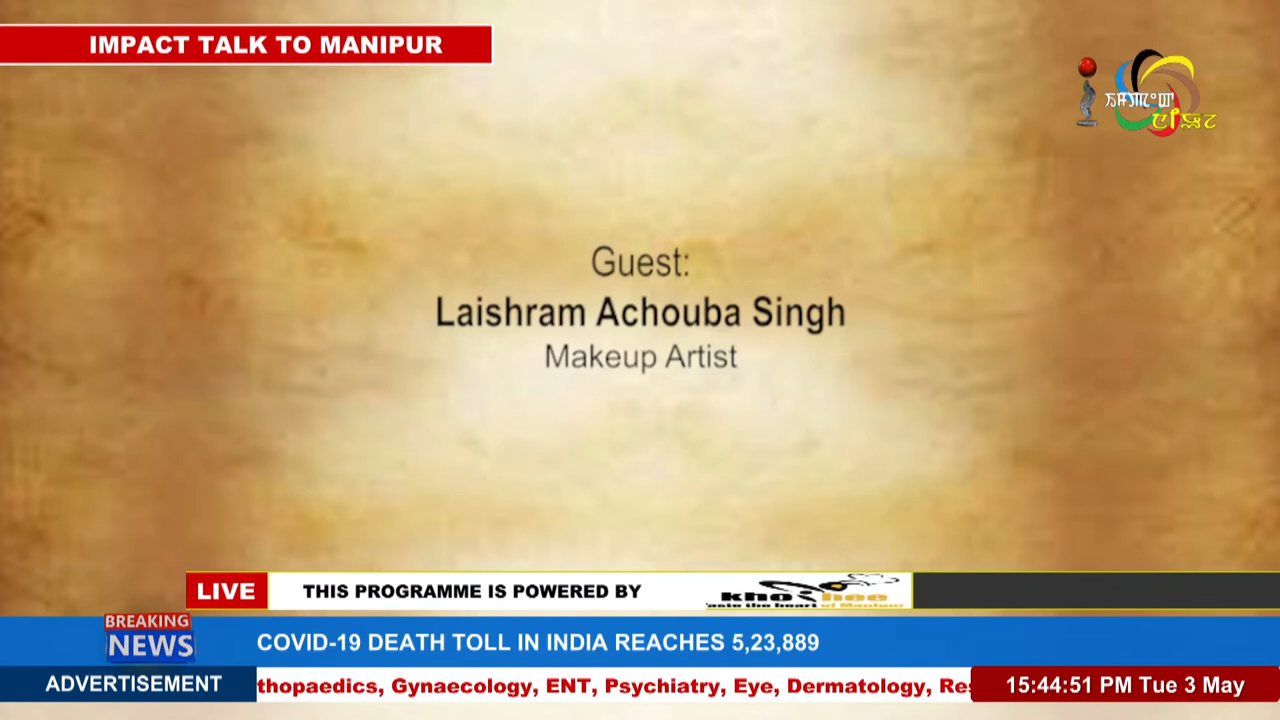 IMPACT TALK TO MANIPUR
Guest:
Laishram Achouba Singh
Makeup Artist
LIVE THIS PROGRAMME IS POWERED BY
BREAKING NEWS COVID-19 DEATH TOLL IN INDIA REACHES 5,23,889
ADVERTISEMENT thopaedics, Gynaecology, ENT, Psychiatry, Eye, Dermatology, Res 15:44:51 PM Tue 3 May